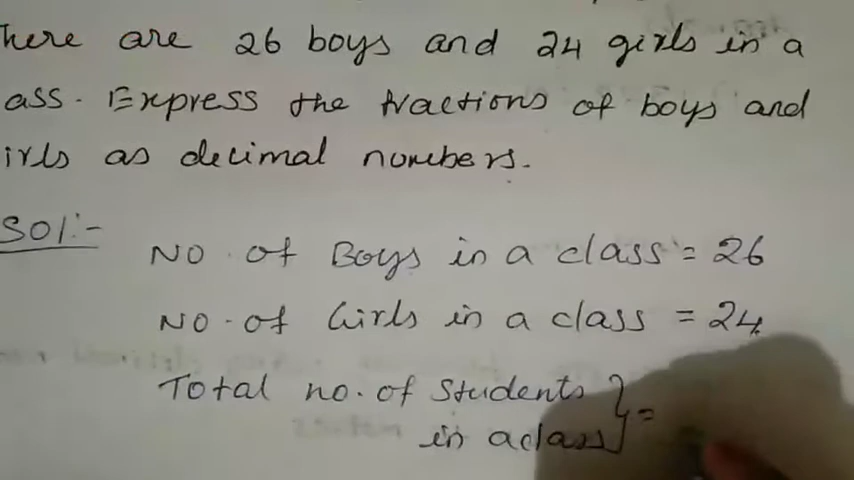 here are 26 boys and 24 girls in a
ass. Express the fractions of boys and
irls as decimal numbers.
Sol:-
No. of Boys in a class = 26
No. of Girls in a class = 24
Total no. of Students } =
in a class